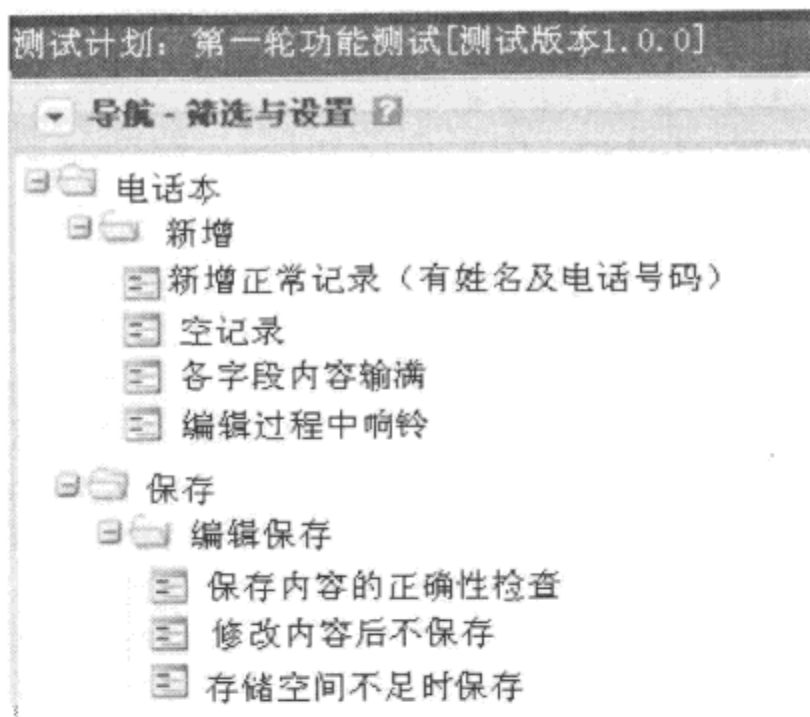 测试计划：第一轮功能测试[测试版本1.0.0]
导航 - 筛选与设置
电话本
新增
新增正常记录（有姓名及电话号码）
空记录
各字段内容输满
编辑过程中响铃
保存
编辑保存
保存内容的正确性检查
修改内容后不保存
存储空间不足时保存